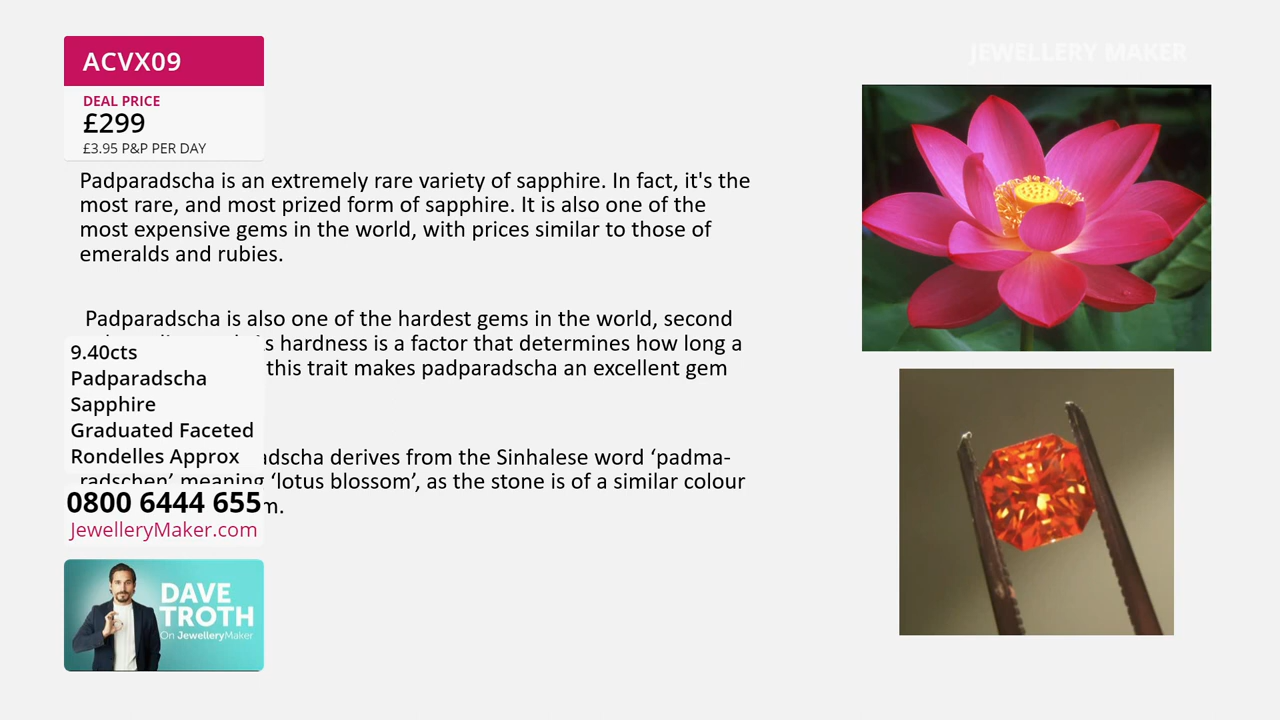 JEWELLERY MAKER
ACVX09
DEAL PRICE
£299
£3.95 P&P PER DAY
Padparadscha is an extremely rare variety of sapphire. In fact, it's the
most rare, and most prized form of sapphire. It is also one of the
most expensive gems in the world, with prices similar to those of
emeralds and rubies.
Padparadscha is also one of the hardest gems in the world, second
hardness is a factor that determines how long a
this trait makes padparadscha an excellent gem
9.40cts
Padparadscha
Sapphire
Graduated Faceted
Rondelles Approx
derives from the Sinhalese word ‘padma-
radschen’ meaning ‘lotus blossom’, as the stone is of a similar colour
0800 6444 655
JewelleryMaker.com
DAVE
TROTH
On JewelleryMaker